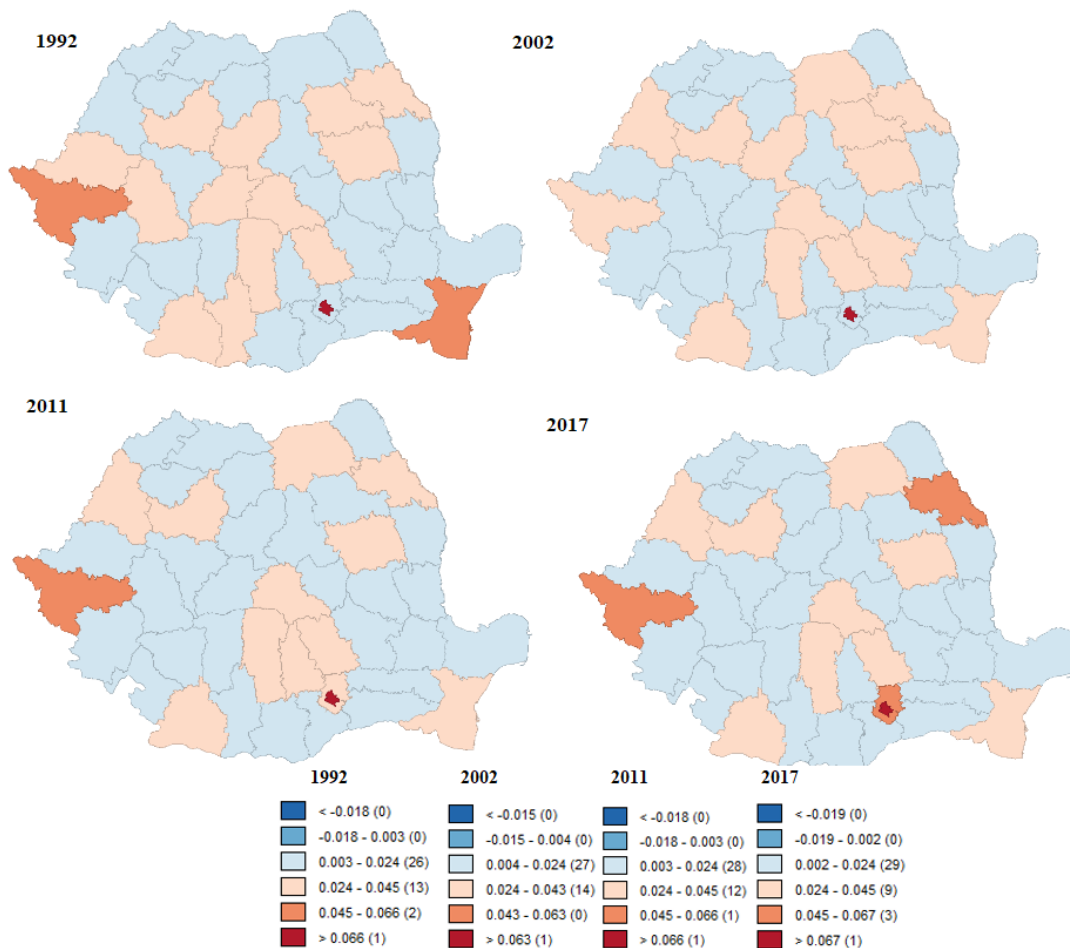 1992
2002
2011
2017
1992 2002 2011 2017
< -0.018 (0) < -0.015 (0) < -0.018 (0) < -0.019 (0)
-0.018 - 0.003 (0) -0.015 - 0.004 (0) -0.018 - 0.003 (0) -0.019 - 0.002 (0)
0.003 - 0.024 (26) 0.004 - 0.024 (27) 0.003 - 0.024 (28) 0.002 - 0.024 (29)
0.024 - 0.045 (13) 0.024 - 0.043 (14) 0.024 - 0.045 (12) 0.024 - 0.045 (9)
0.045 - 0.066 (2) 0.043 - 0.063 (0) 0.045 - 0.066 (1) 0.045 - 0.067 (3)
> 0.066 (1) > 0.063 (1) > 0.066 (1) > 0.067 (1)